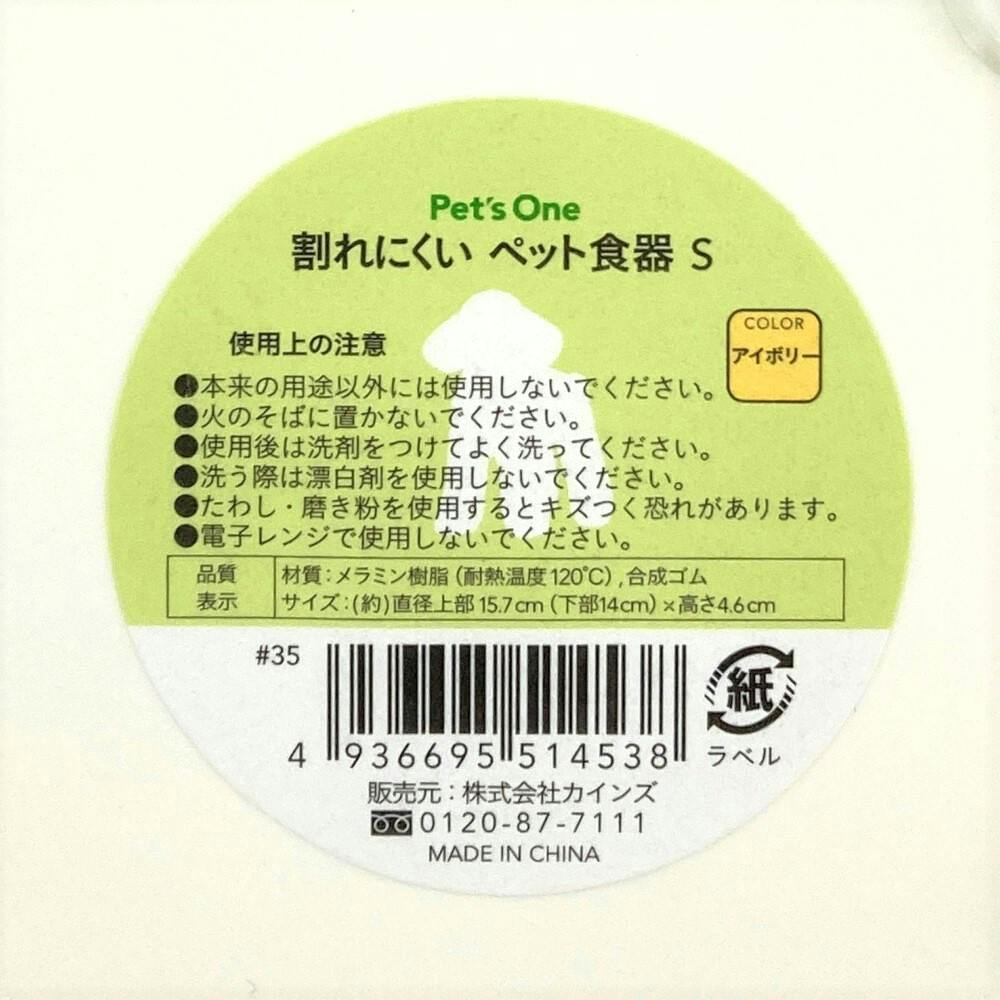 Pet's One
割れにくい ペット食器 S
COLOR
アイボリー
使用上の注意
●本来の用途以外には使用しないでください。
●火のそばに置かないでください。
●使用後は洗剤をつけてよく洗ってください。
●洗う際は漂白剤を使用しないでください。
●たわし・磨き粉を使用するとキズつく恐れがあります。
●電子レンジで使用しないでください。
品質表示
材質：メラミン樹脂（耐熱温度120℃）,合成ゴム
サイズ：(約)直径上部15.7cm（下部14cm）×高さ4.6cm
#35
4 936695 514538
紙
ラベル
販売元：株式会社カインズ
0120-87-7111
MADE IN CHINA